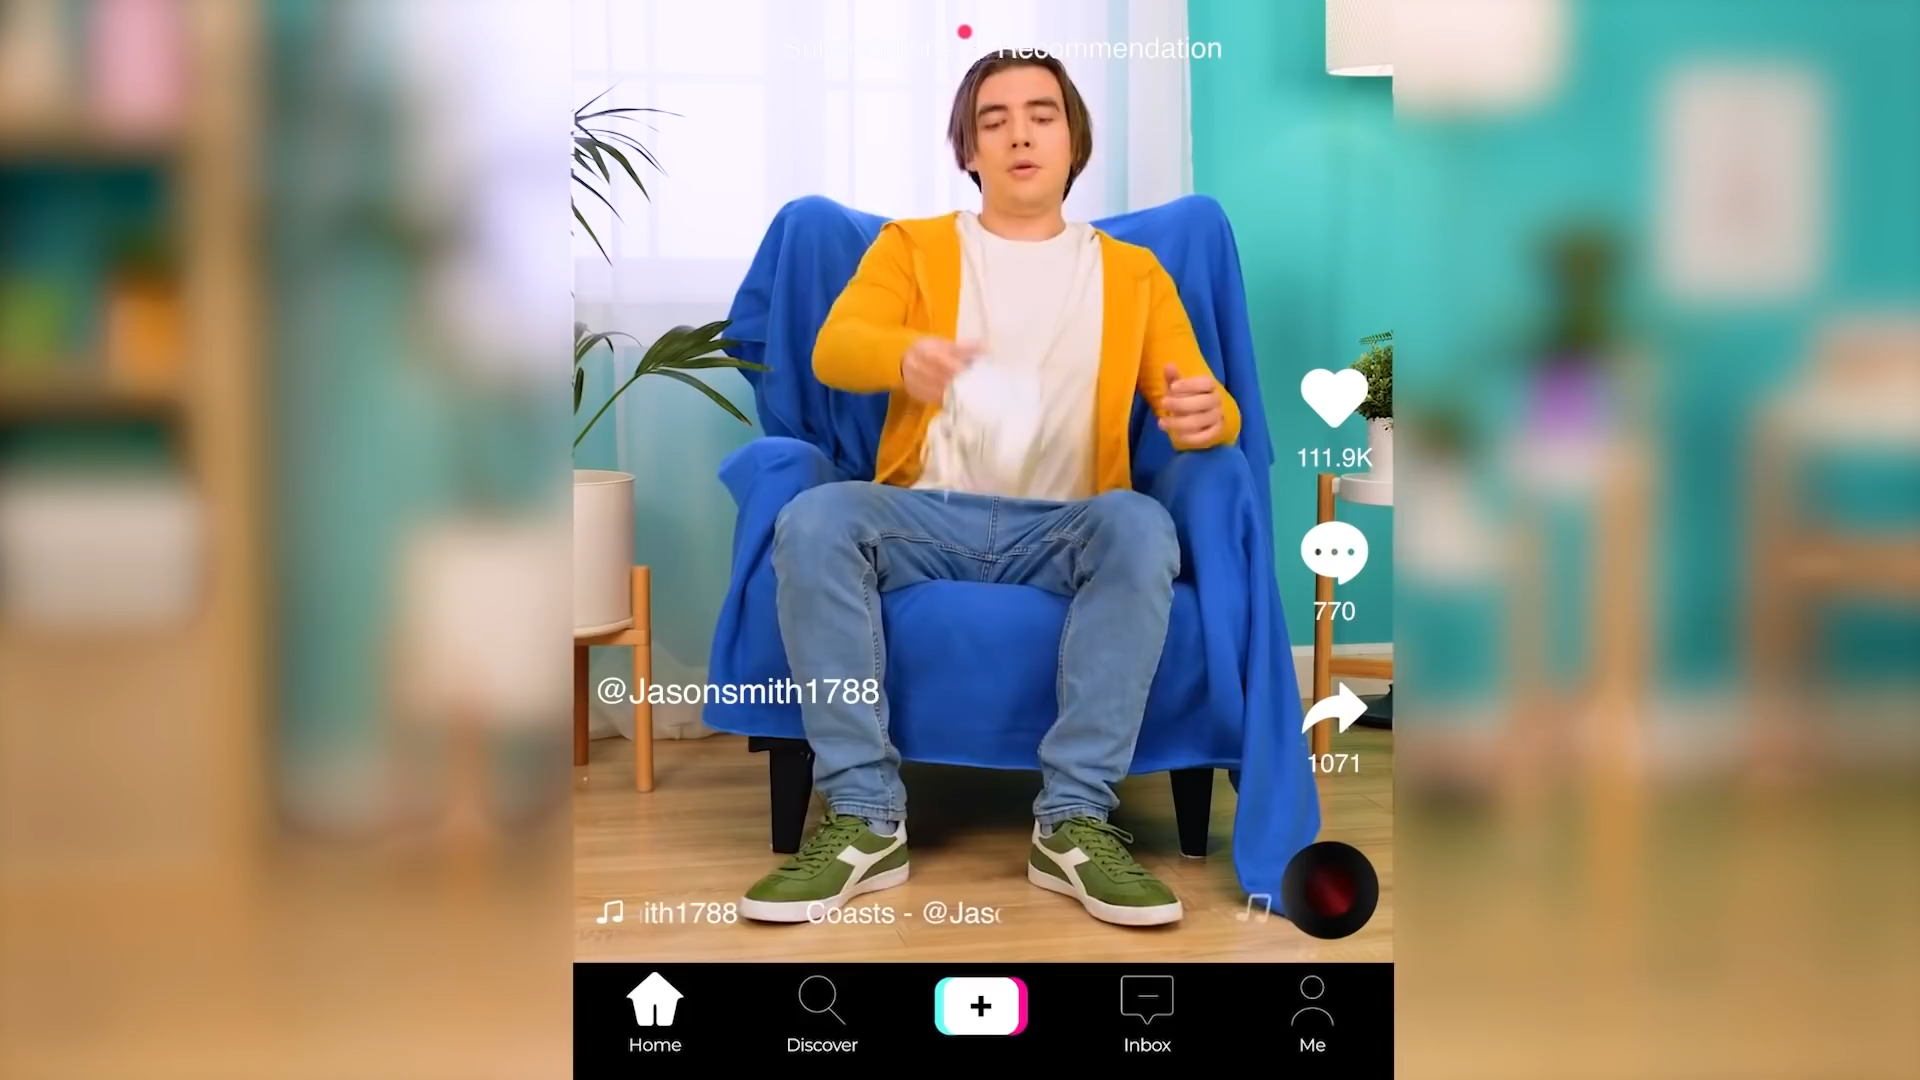 Recommendation
111.9K
770
@Jasonsmith1788
1071
ith1788
Coasts - @Jas
Home
Discover
+
Inbox
Me